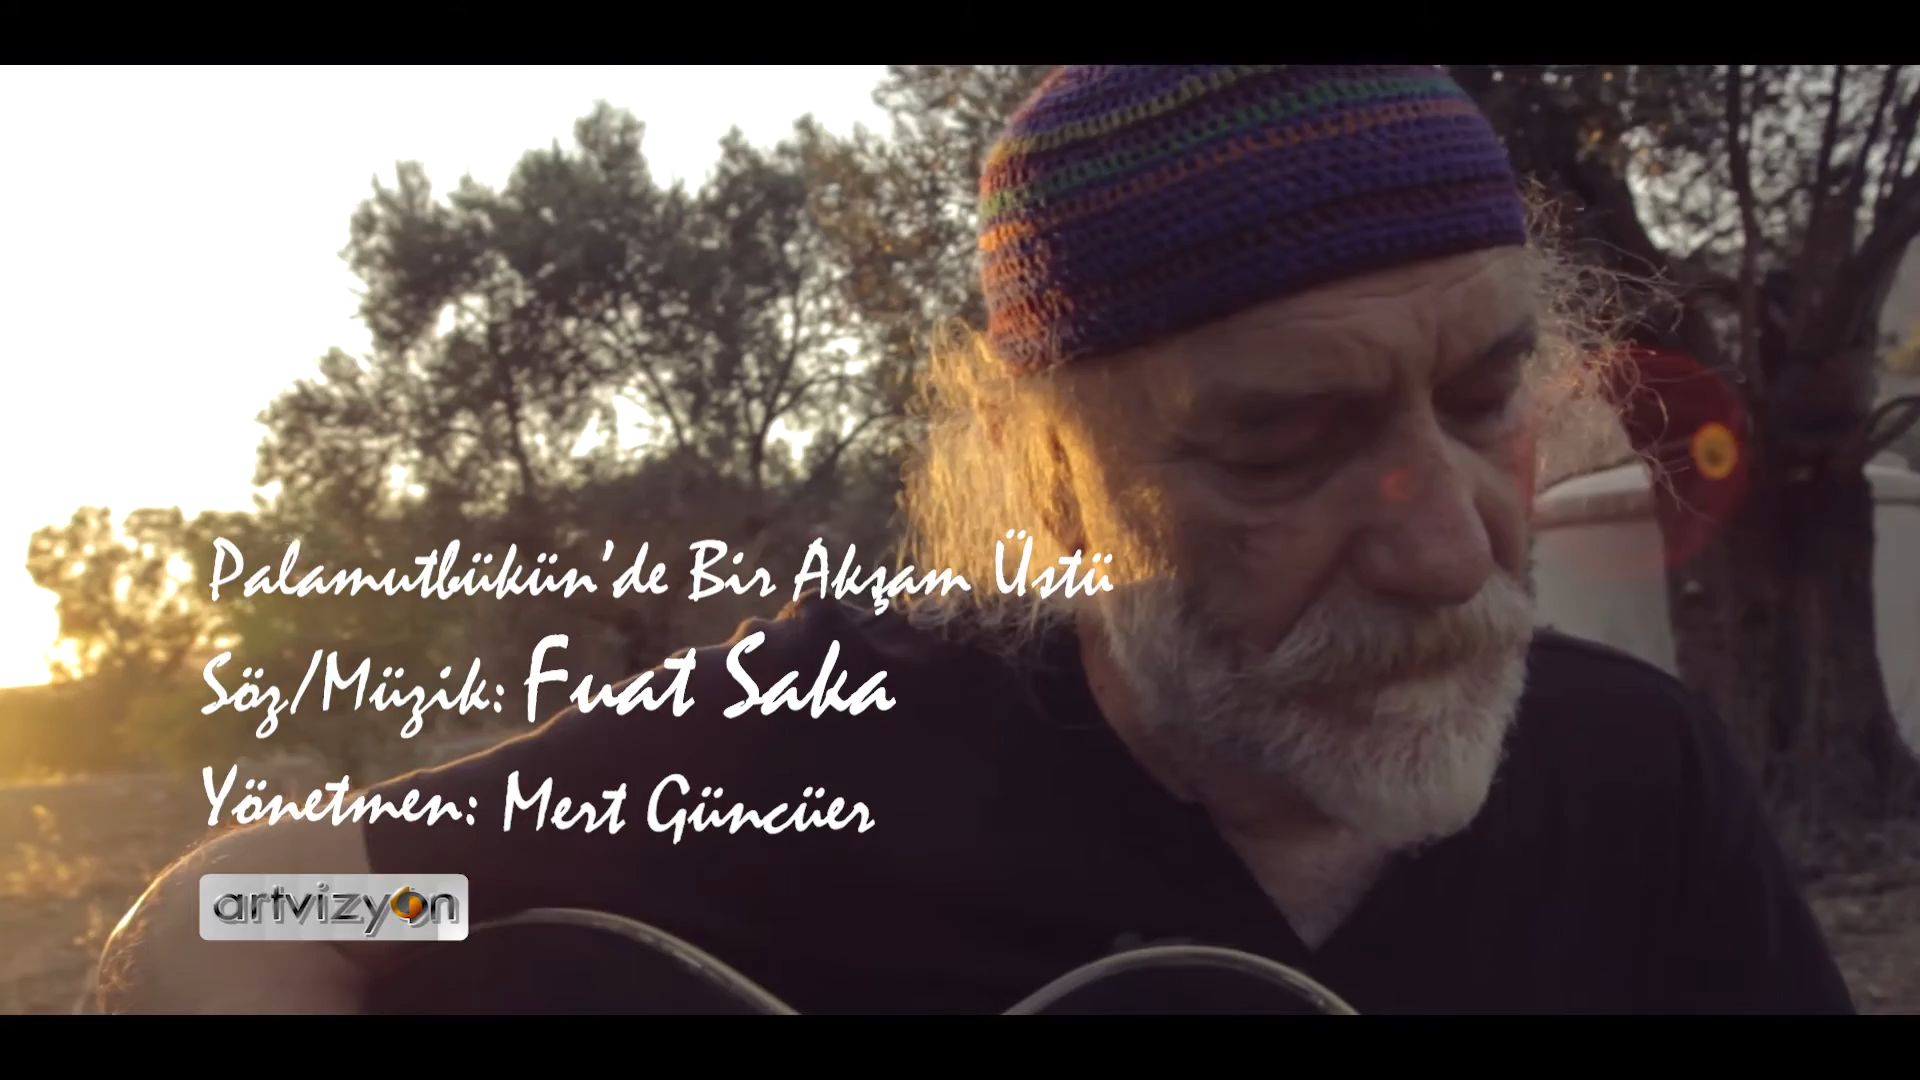 Palamutbükün'de Bir Akşam Üstü
Söz/Müzik: Fuat Saka
Yönetmen: Mert Güncüer
artvizyon